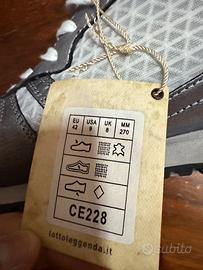 EU USA UK MM
42 9 8 270
CE228
lottoleggenda.it
subito